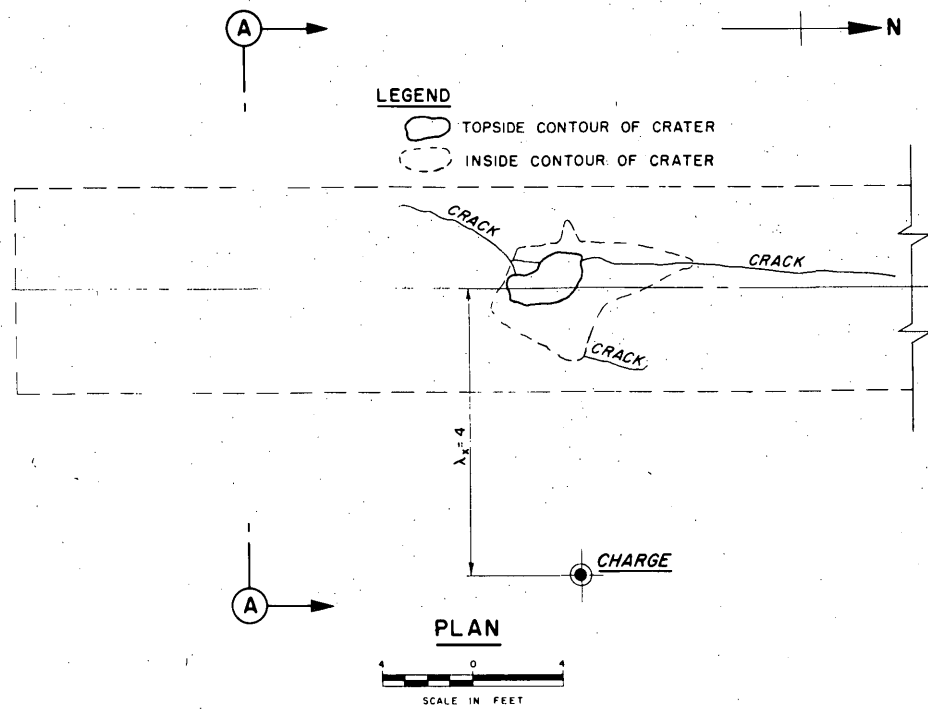 A
N
LEGEND
TOPSIDE CONTOUR OF CRATER
INSIDE CONTOUR OF CRATER
CRACK
CRACK
CRACK
λx=4
CHARGE
A
PLAN
4 0 4
SCALE IN FEET